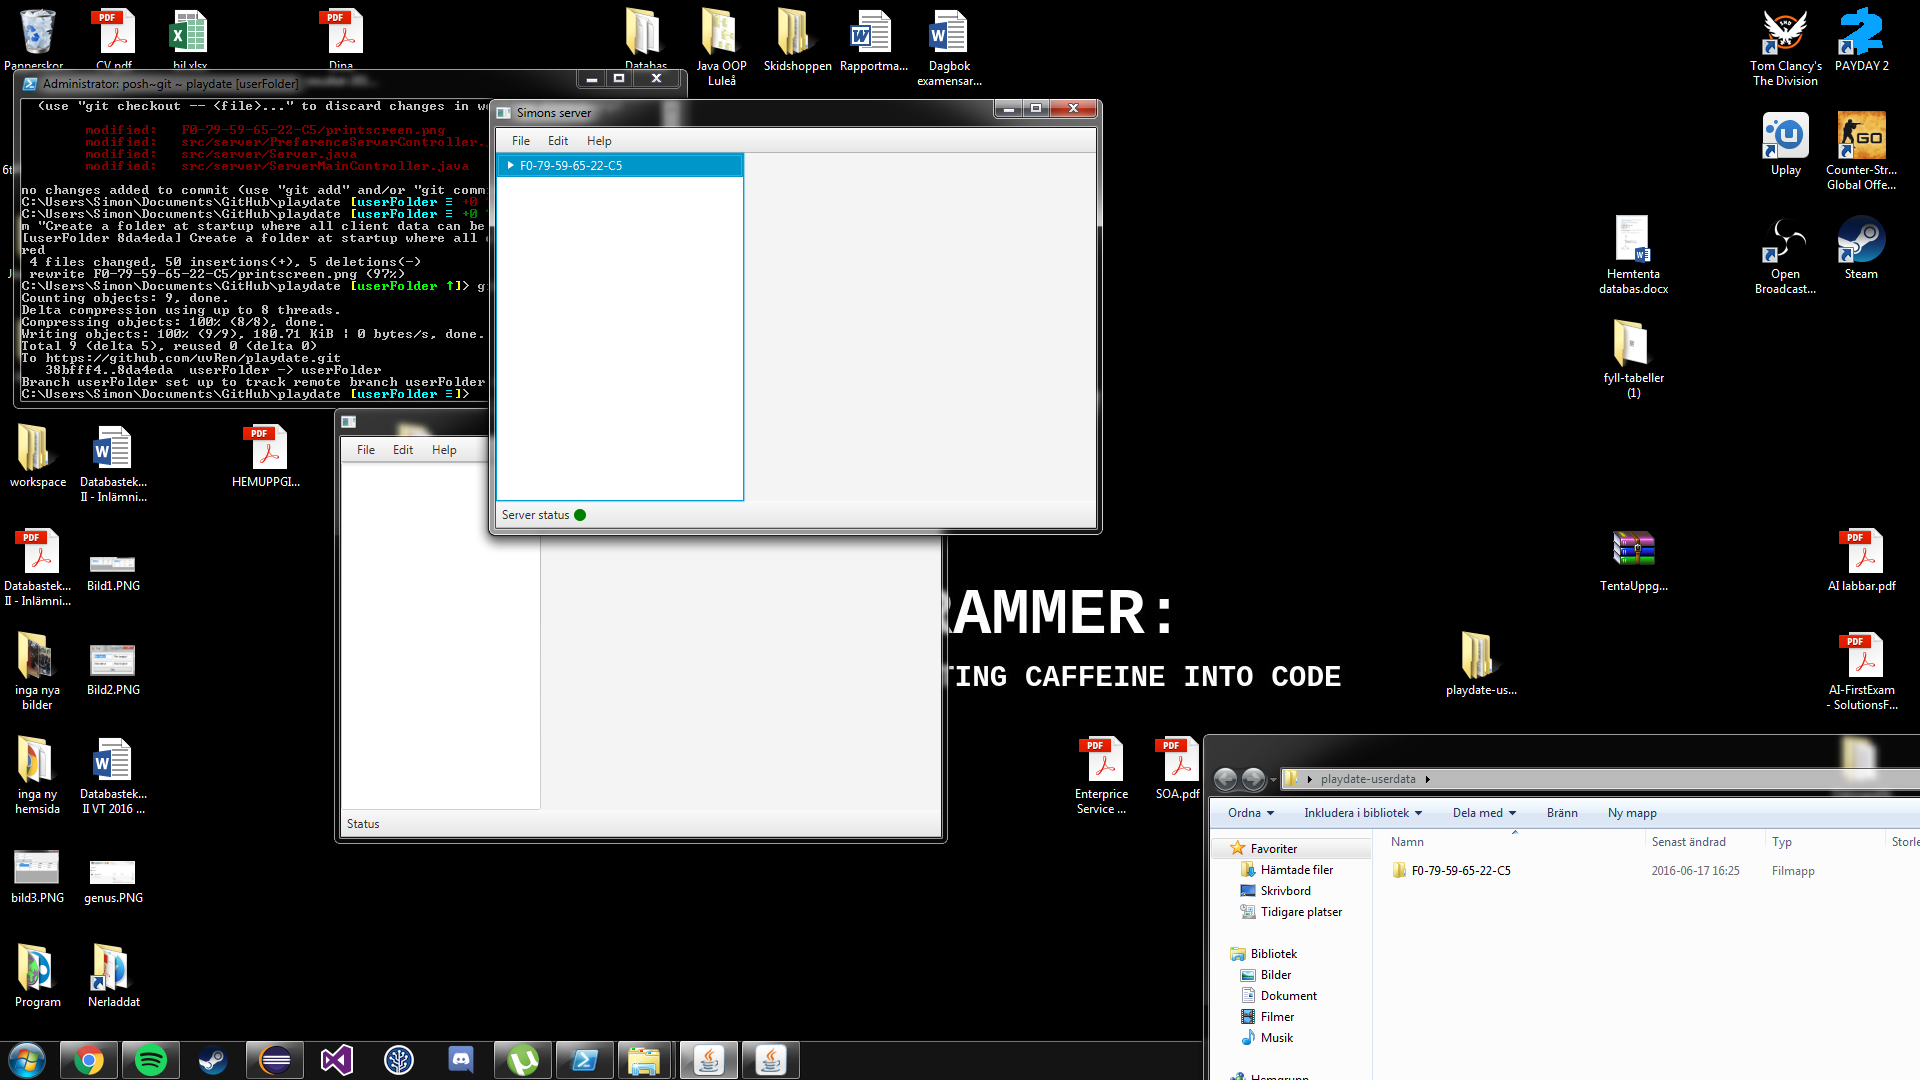 Papperskor
CV.pdf
bil.xlsx
Dina
Databas
Java OOP
Luleå
Skidshoppen
Rapportma...
Dagbok
examensar...
Tom Clancy's
The Division
PAYDAY 2
Administrator: posh~git ~ playdate [userFolder]
(use "git checkout -- <file>..." to discard changes in wo
modified: F0-79-59-65-22-C5/printscreen.png
modified: src/server/PreferenceServerController.
modified: src/server/Server.java
modified: src/server/ServerMainController.java
no changes added to commit (use "git add" and/or "git comm
C:\Users\Simon\Documents\GitHub\playdate [userFolder ≡ +0
C:\Users\Simon\Documents\GitHub\playdate [userFolder ≡ +0
m "Create a folder at startup where all client data can be
[userFolder 8da4eda] Create a folder at startup where all
red
4 files changed, 50 insertions(+), 5 deletions(-)
rewrite F0-79-59-65-22-C5/printscreen.png (97%)
C:\Users\Simon\Documents\GitHub\playdate [userFolder ↑]> g
Counting objects: 9, done.
Delta compression using up to 8 threads.
Compressing objects: 100% (8/8), done.
Writing objects: 100% (9/9), 180.71 KiB | 0 bytes/s, done.
Total 9 (delta 5), reused 0 (delta 0)
To https://github.com/uvRen/playdate.git
38bfff4..8da4eda userFolder -> userFolder
Branch userFolder set up to track remote branch userFolder
C:\Users\Simon\Documents\GitHub\playdate [userFolder ≡]>
Simons server
File Edit Help
F0-79-59-65-22-C5
Server status
Uplay
Counter-Str...
Global Offe...
Hemtenta
databas.docx
Open
Broadcast...
Steam
fyll-tabeller
(1)
File Edit Help
Status
workspace
Databastek...
II - Inlämni...
HEMUPPGI...
Databastek...
II - Inlämni...
Bild1.PNG
TentaUppg...
AI labbar.pdf
RAMMER:
TING CAFFEINE INTO CODE
inga nya
bilder
Bild2.PNG
playdate-us...
AI-FirstExam
- SolutionsF...
inga ny
hemsida
Databastek...
II VT 2016 ...
Enterprice
Service ...
SOA.pdf
bild3.PNG
genus.PNG
Program
Nerladdat
playdate-userdata
Ordna Inkludera i bibliotek Dela med Bränn Ny mapp
Namn Senast ändrad Typ Storle
F0-79-59-65-22-C5 2016-06-17 16:25 Filmapp
Favoriter
Hämtade filer
Skrivbord
Tidigare platser
Bibliotek
Bilder
Dokument
Filmer
Musik
Hemgrupp